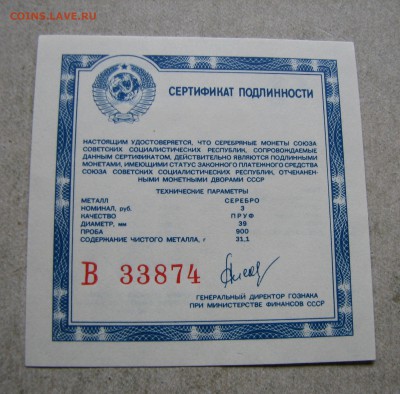 COINS.LAVE.RU
СЕРТИФИКАТ ПОДЛИННОСТИ
НАСТОЯЩИМ УДОСТОВЕРЯЕТСЯ, ЧТО СЕРЕБРЯНЫЕ МОНЕТЫ СОЮЗА
СОВЕТСКИХ СОЦИАЛИСТИЧЕСКИХ РЕСПУБЛИК, СОПРОВОЖДАЕМЫЕ
ДАННЫМ СЕРТИФИКАТОМ, ДЕЙСТВИТЕЛЬНО ЯВЛЯЮТСЯ ПОДЛИННЫМИ
МОНЕТАМИ, ИМЕЮЩИМИ СТАТУС ЗАКОННОГО ПЛАТЕЖНОГО СРЕДСТВА
СОЮЗА СОВЕТСКИХ СОЦИАЛИСТИЧЕСКИХ РЕСПУБЛИК, ОТЧЕКАНЕН-
НЫМИ МОНЕТНЫМИ ДВОРАМИ СССР
ТЕХНИЧЕСКИЕ ПАРАМЕТРЫ
МЕТАЛЛ СЕРЕБРО
НОМИНАЛ, руб. 3
КАЧЕСТВО ПРУФ
ДИАМЕТР, мм 39
ПРОБА 900
СОДЕРЖАНИЕ ЧИСТОГО МЕТАЛЛА, г 31,1
В 33874
ГЕНЕРАЛЬНЫЙ ДИРЕКТОР ГОЗНАКА
ПРИ МИНИСТЕРСТВЕ ФИНАНСОВ СССР